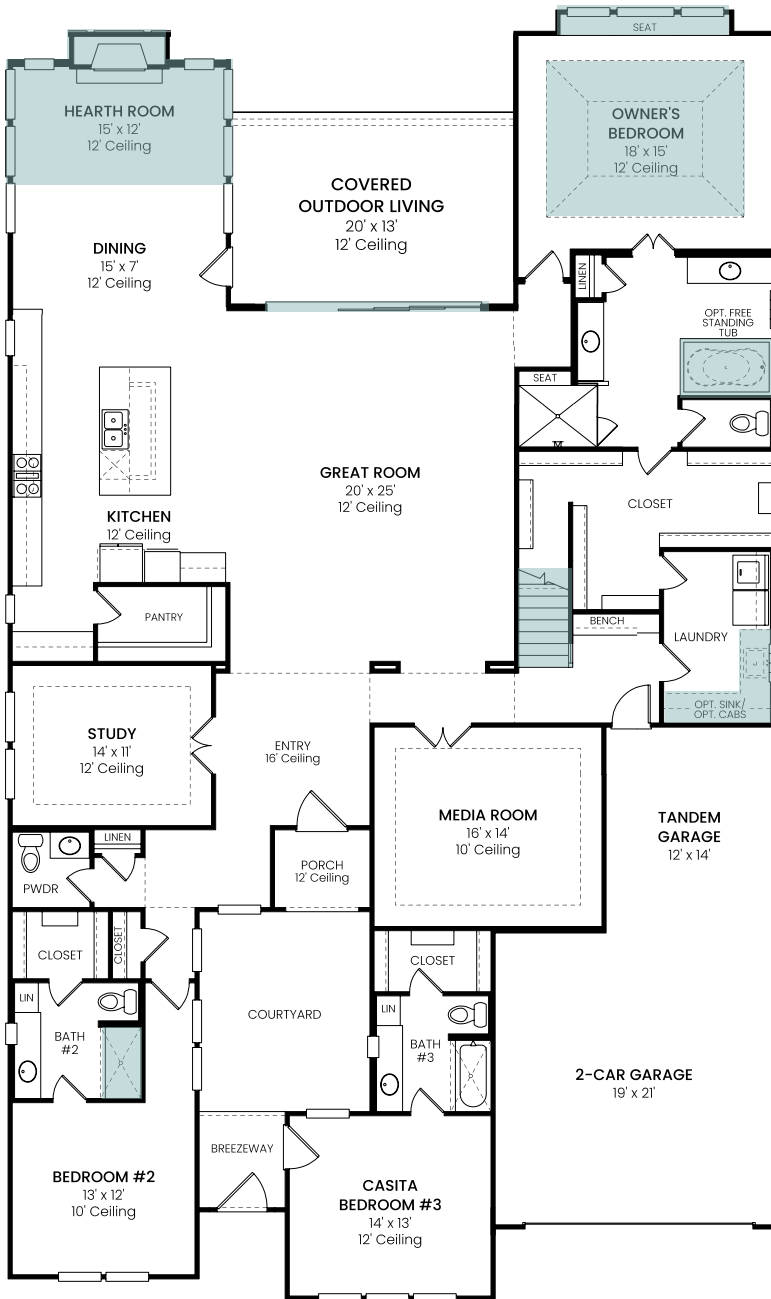 SEAT
HEARTH ROOM
15' x 12'
12' Ceiling
OWNER'S
BEDROOM
18' x 15'
12' Ceiling
COVERED
OUTDOOR LIVING
20' x 13'
12' Ceiling
DINING
15' x 7'
12' Ceiling
LINEN
OPT. FREE
STANDING
TUB
SEAT
GREAT ROOM
20' x 25'
12' Ceiling
CLOSET
KITCHEN
12' Ceiling
PANTRY
BENCH
LAUNDRY
OPT. SINK/
OPT. CABS
STUDY
14' x 11'
12' Ceiling
ENTRY
16' Ceiling
MEDIA ROOM
16' x 14'
10' Ceiling
TANDEM
GARAGE
12' x 14'
LINEN
PORCH
12' Ceiling
PWDR
CLOSET
CLOSET
CLOSET
LIN
BATH
#2
COURTYARD
LIN
BATH
#3
2-CAR GARAGE
19' x 21'
BREEZEWAY
BEDROOM #2
13' x 12'
10' Ceiling
CASITA
BEDROOM #3
14' x 13'
12' Ceiling